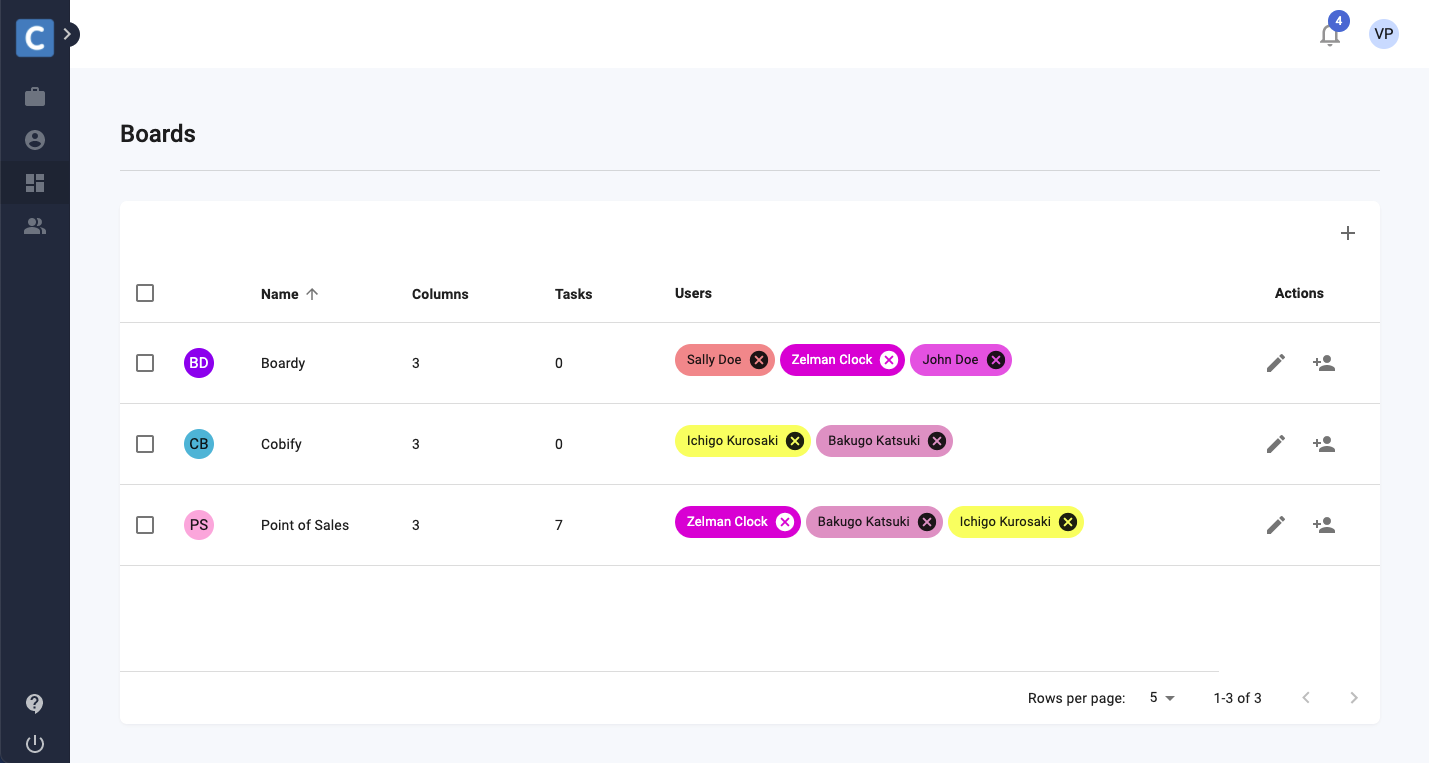 C
4
VP
Boards
Name Columns Tasks Users Actions
BD Boardy 3 0 Sally Doe Zelman Clock John Doe
CB Cobify 3 0 Ichigo Kurosaki Bakugo Katsuki
PS Point of Sales 3 7 Zelman Clock Bakugo Katsuki Ichigo Kurosaki
Rows per page: 5 1-3 of 3